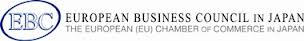 EBC
EUROPEAN BUSINESS COUNCIL IN JAPAN
THE EUROPEAN (EU) CHAMBER OF COMMERCE IN JAPAN